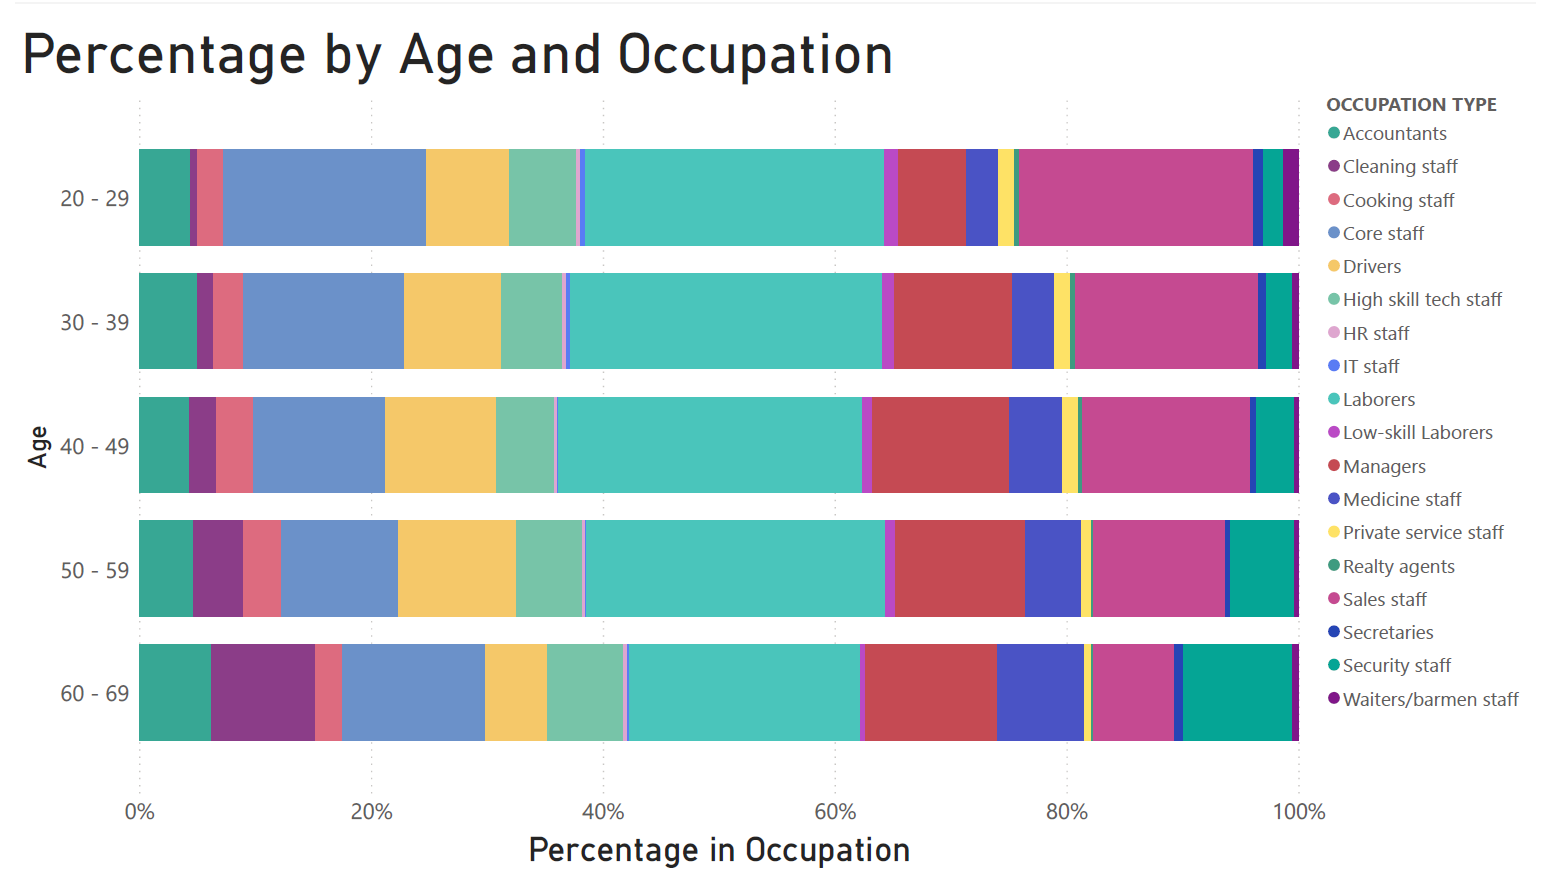 Percentage by Age and Occupation
OCCUPATION TYPE
Accountants
Cleaning staff
Cooking staff
Core staff
Drivers
High skill tech staff
HR staff
IT staff
Laborers
Low-skill Laborers
Managers
Medicine staff
Private service staff
Realty agents
Sales staff
Secretaries
Security staff
Waiters/barmen staff
Age
20 - 29
30 - 39
40 - 49
50 - 59
60 - 69
0% 20% 40% 60% 80% 100%
Percentage in Occupation